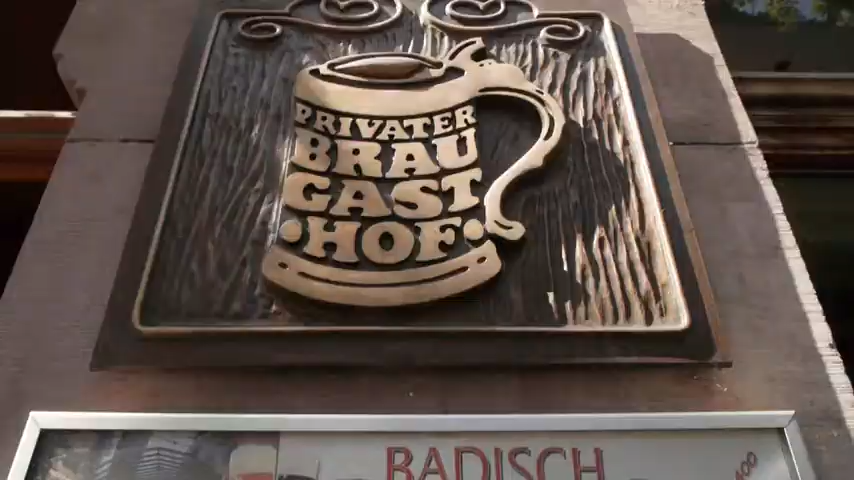 PRIVATER
BRAU
GAST
HOF
BADISCH